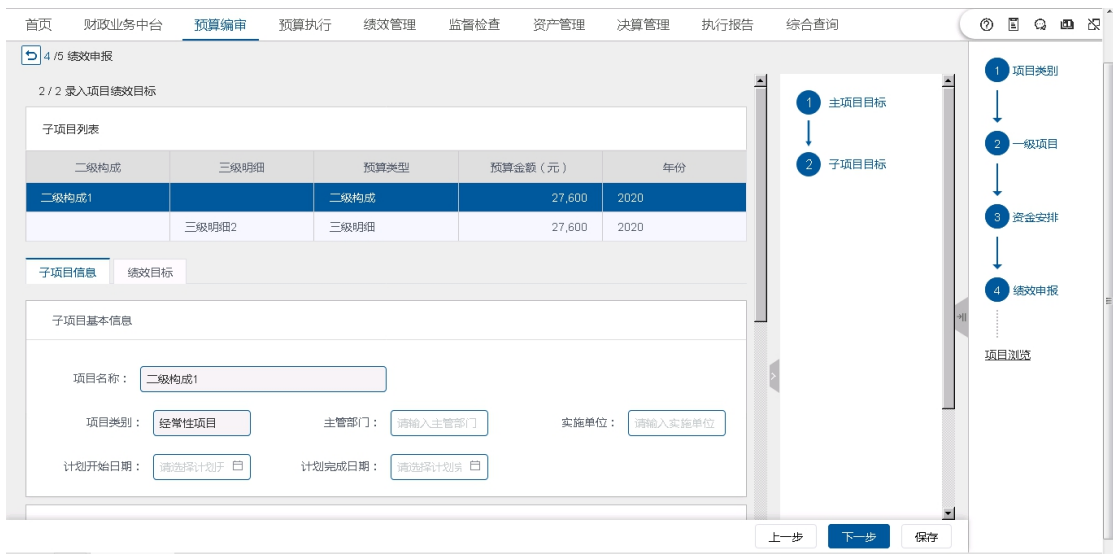 首页 财政业务中台 预算编审 预算执行 绩效管理 监督检查 资产管理 决算管理 执行报告 综合查询
4 /5 绩效申报
2 / 2 录入项目绩效目标
子项目列表
二级构成 三级明细 预算类型 预算金额（元） 年份
二级构成1 二级构成 27,600 2020
三级明细2 三级明细 27,600 2020
子项目信息 绩效目标
子项目基本信息
项目名称： 二级构成1
项目类别： 经常性项目 主管部门： 请输入主管部门 实施单位： 请输入实施单位
计划开始日期： 请选择计划开 计划完成日期： 请选择计划完
1 主项目目标
2 子项目目标
上一步 下一步 保存
1 项目类别
2 一级项目
3 资金安排
4 绩效申报
项目浏览